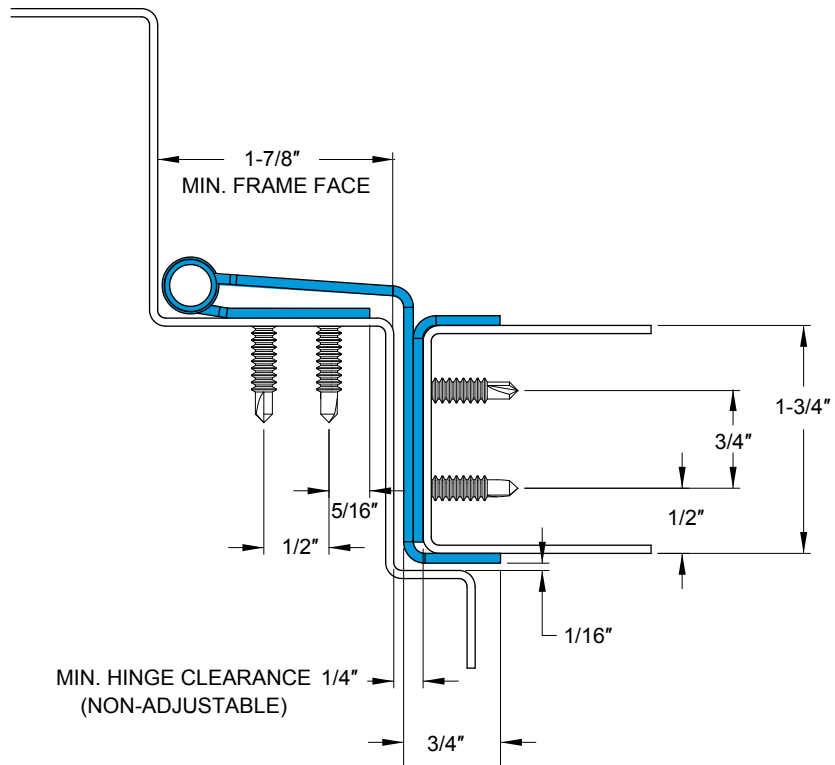 1-7/8″
MIN. FRAME FACE
1-3/4″
3/4″
5/16″
1/2″
1/2″
1/16″
MIN. HINGE CLEARANCE 1/4″
(NON-ADJUSTABLE)
3/4″